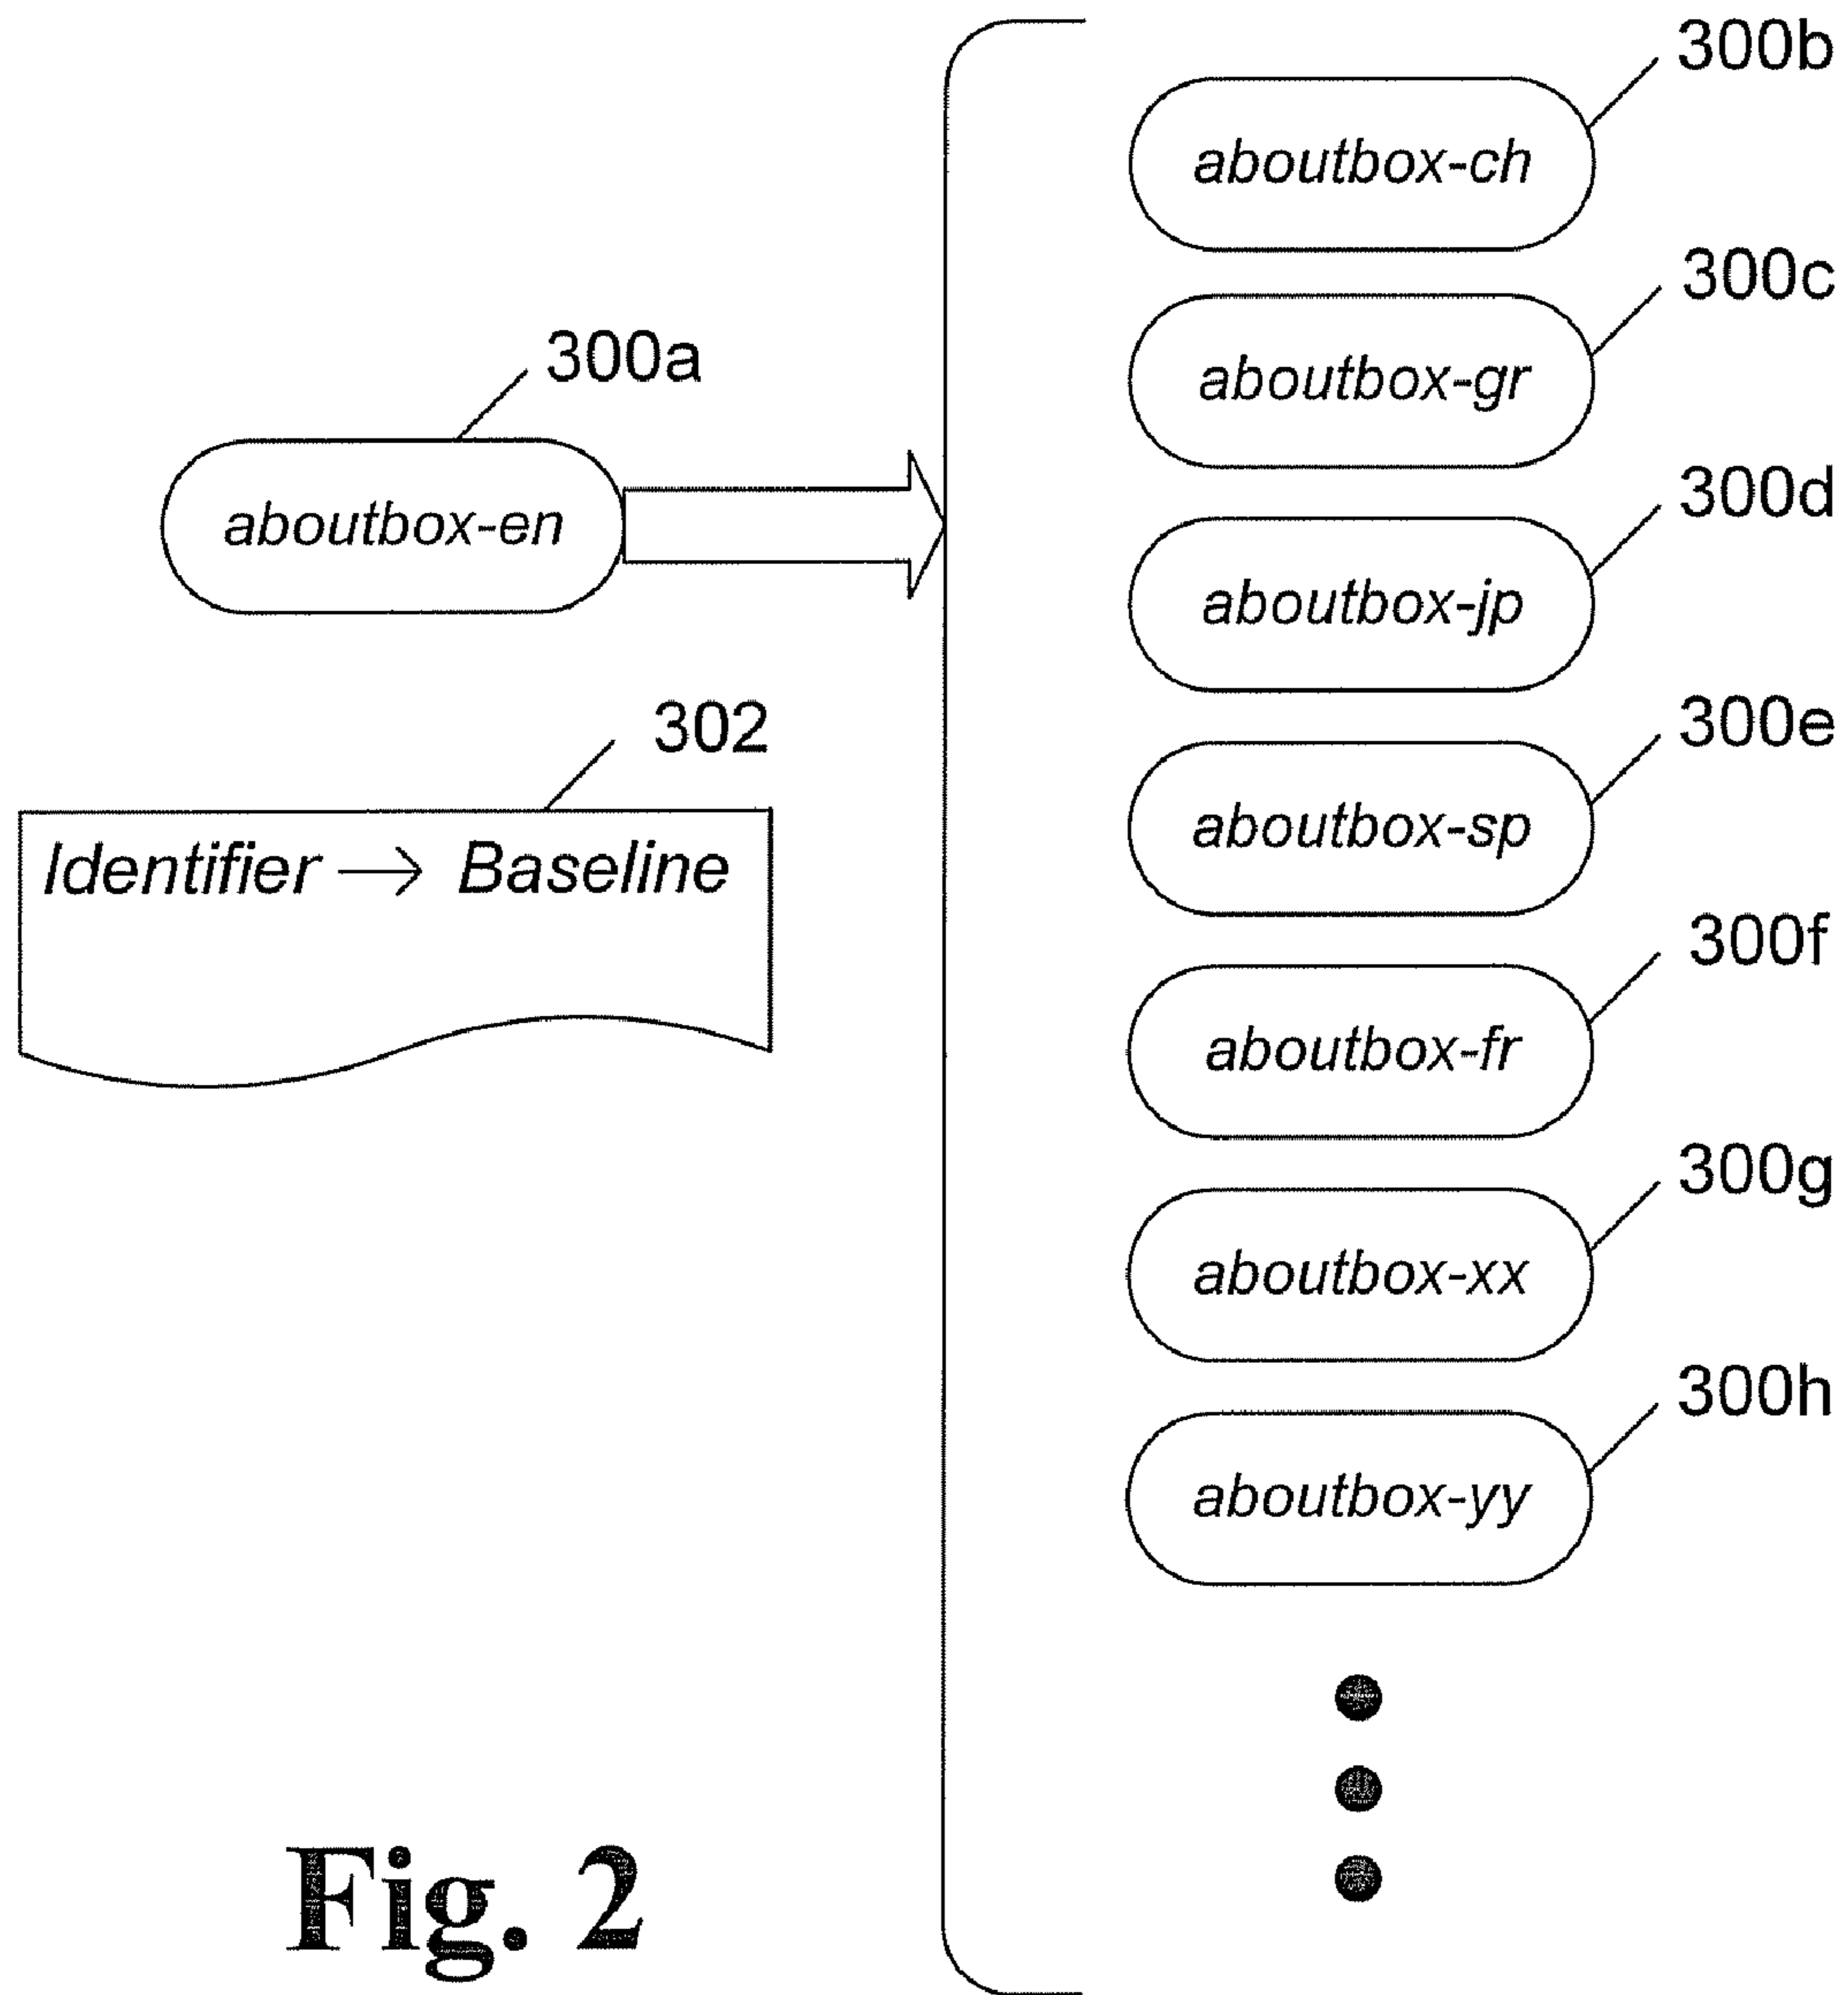 300b
aboutbox-ch
300c
aboutbox-gr
300a
aboutbox-en
300d
aboutbox-jp
302
Identifier → Baseline
300e
aboutbox-sp
300f
aboutbox-fr
300g
aboutbox-xx
300h
aboutbox-yy
Fig. 2